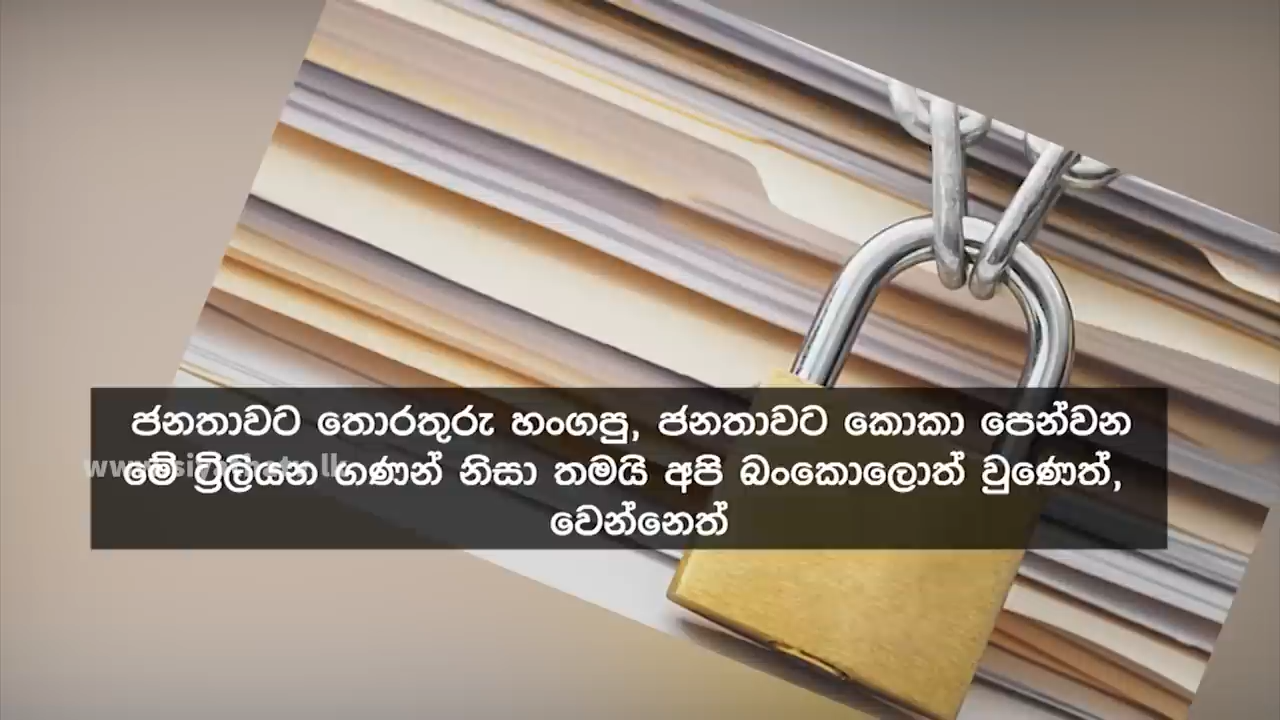 ජනතාවට තොරතුරු හංගපු, ජනතාවට කොකා පෙන්වන
මේ ට්‍රිලියන ගණන් නිසා තමයි අපි බංකොලොත් වුණෙත්,
වෙන්නෙත්